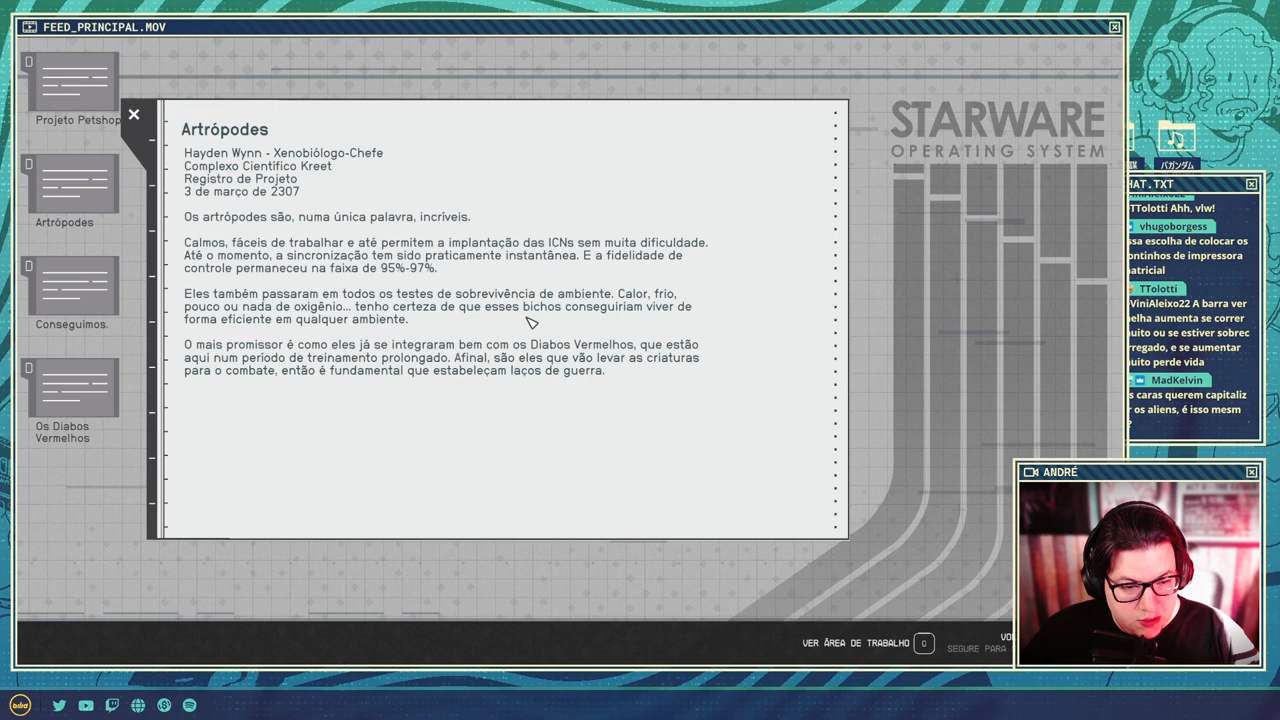 FEED_PRINCIPAL.MOV
Projeto Petshop
Artrópodes
Conseguimos.
Os Diabos
Vermelhos
Artrópodes
Hayden Wynn - Xenobiólogo-Chefe
Complexo Científico Kreet
Registro de Projeto
3 de março de 2307
Os artrópodes são, numa única palavra, incríveis.
Calmos, fáceis de trabalhar e até permitem a implantação das ICNs sem muita dificuldade.
Até o momento, a sincronização tem sido praticamente instantânea. E a fidelidade de
controle permaneceu na faixa de 95%-97%.
Eles também passaram em todos os testes de sobrevivência de ambiente. Calor, frio,
pouco ou nada de oxigênio... tenho certeza de que esses bichos conseguiriam viver de
forma eficiente em qualquer ambiente.
O mais promissor é como eles já se integraram bem com os Diabos Vermelhos, que estão
aqui num período de treinamento prolongado. Afinal, são eles que vão levar as criaturas
para o combate, então é fundamental que estabeleçam laços de guerra.
STARWARE
OPERATING SYSTEM
VER ÁREA DE TRABALHO
SEGURE PARA
バガンダム
HAT.TXT
TTolotti Ahh, vlw!
vhugoborgess
ssa escolha de colocar os
ontinhos de impressora
atricial
TTolotti
ViniAleixo22 A barra ver
elha aumenta se correr
uito ou se estiver sobrec
rregado, e se aumentar
uito perde vida
MadKelvin
s caras querem capitaliz
r os aliens, é isso mesm
?
ANDRÉ